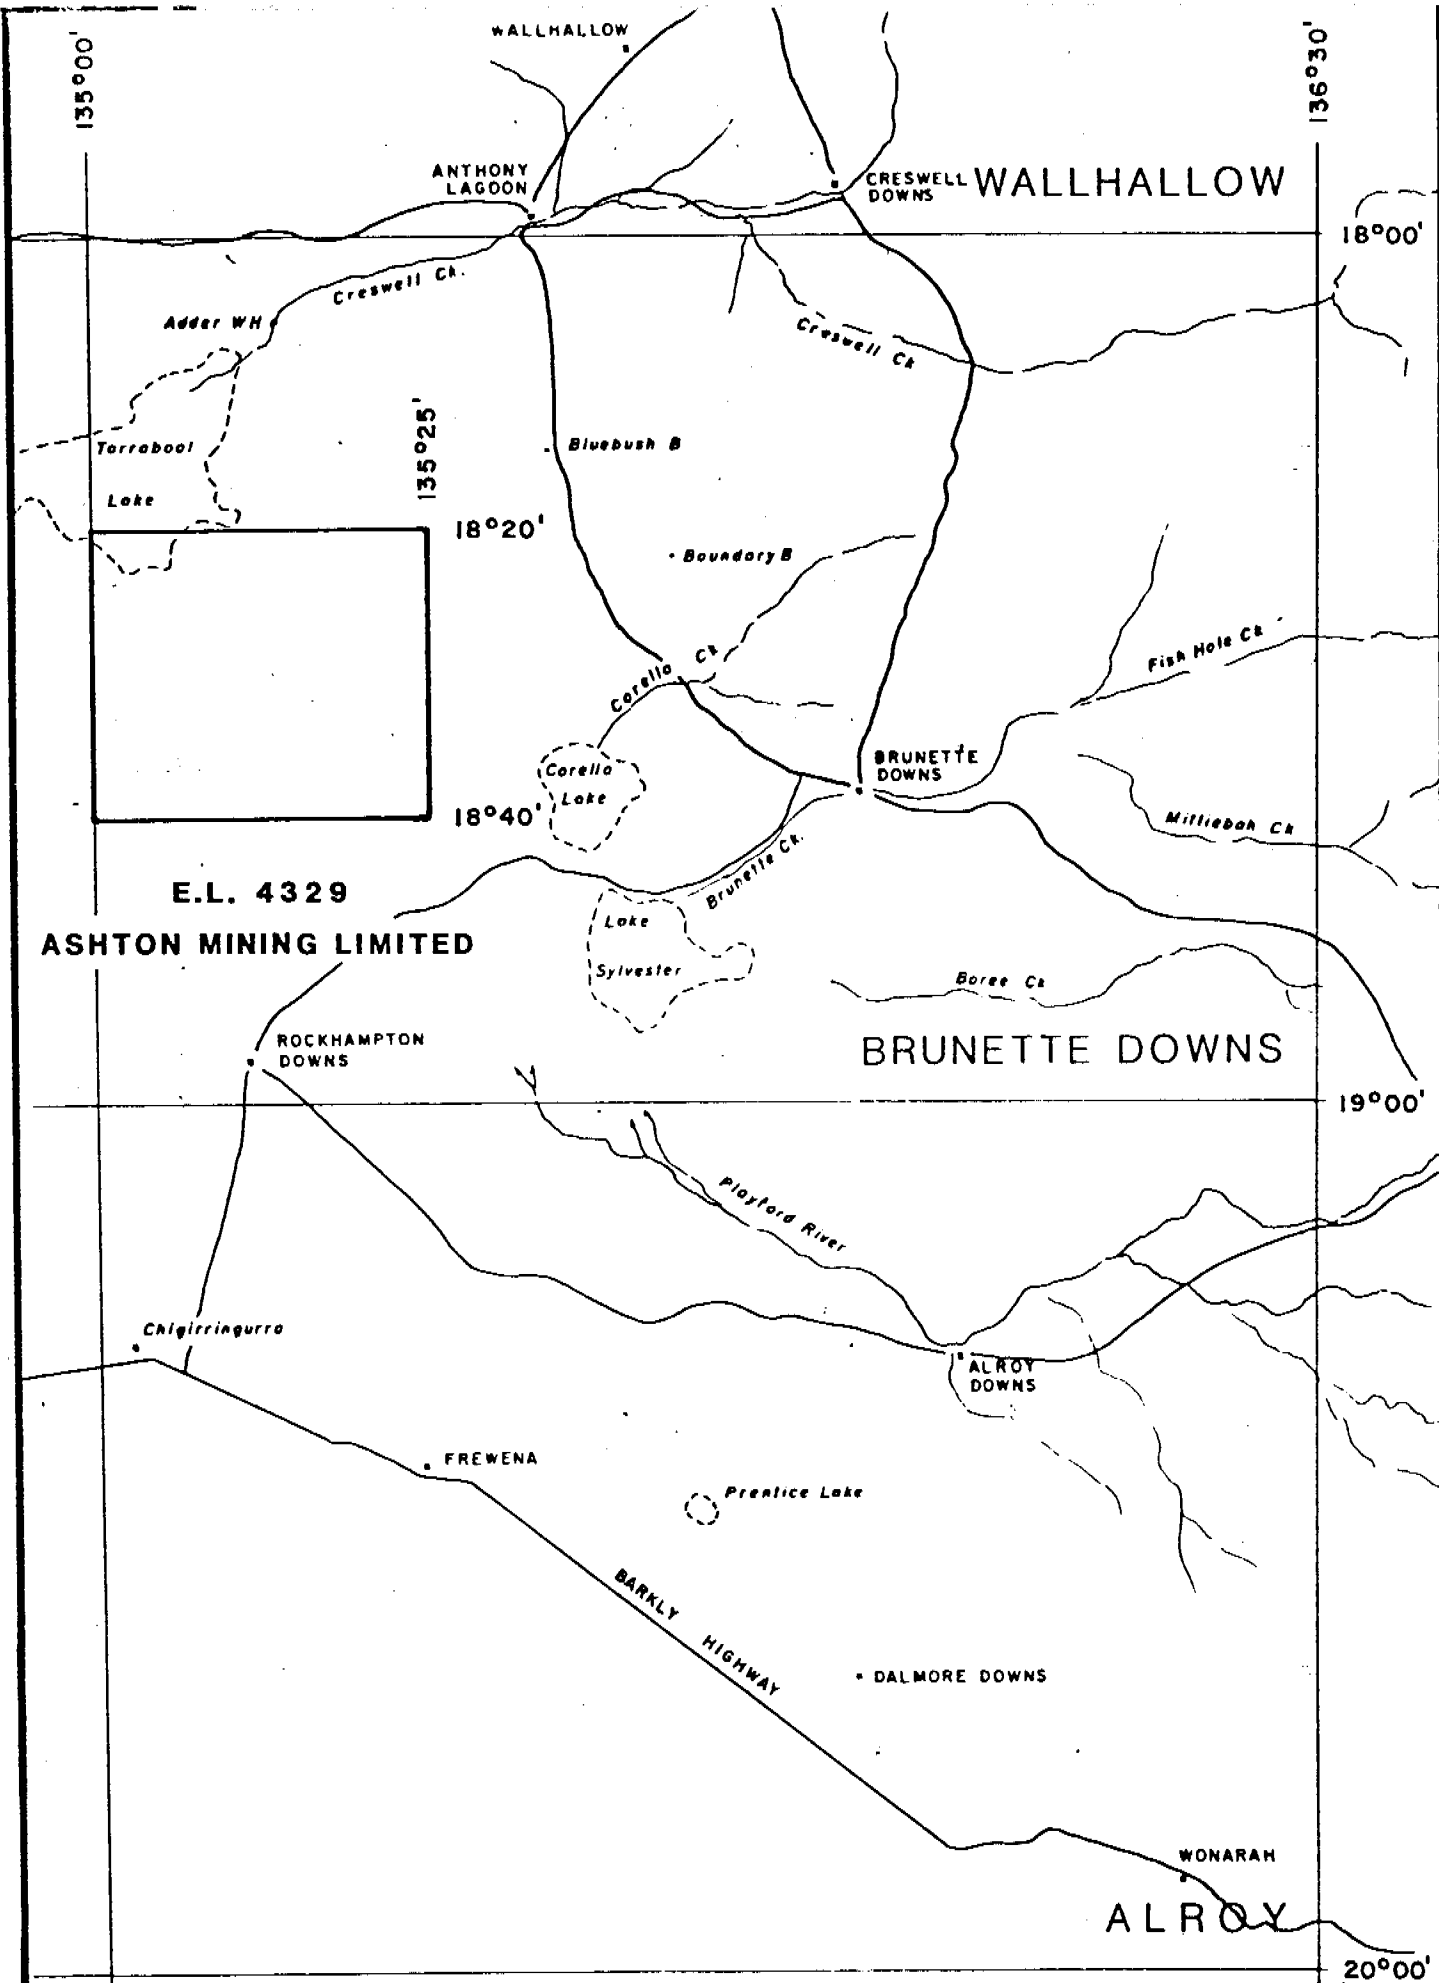 WALLHALLOW
135°00'
136°30'
ANTHONY
LAGOON
CRESWELL
DOWNS
WALLHALLOW
18°00'
Creswell Ck.
Adder WH
Creswell Ck
135°25'
Tarrabool
Lake
Bluebush B
18°20'
Boundary B
Fish Hole Ck
Corella Ck
BRUNETTE
DOWNS
Corella
Lake
18°40'
Mittiebah Ck
Brunette Ck.
E.L. 4329
ASHTON MINING LIMITED
Lake
Sylvester
Boree Ck
ROCKHAMPTON
DOWNS
BRUNETTE DOWNS
19°00'
Playford River
Chigirringurra
ALROY
DOWNS
FREWENA
Prentice Lake
BARKLY
HIGHWAY
DALMORE DOWNS
WONARAH
ALROY
20°00'